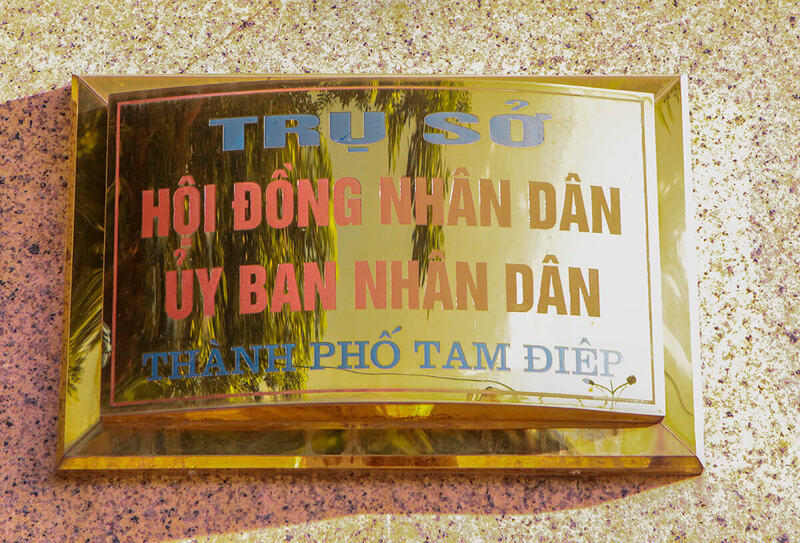 TRỤ SỞ
HỘI ĐỒNG NHÂN DÂN
ỦY BAN NHÂN DÂN
THÀNH PHỐ TAM ĐIỆP